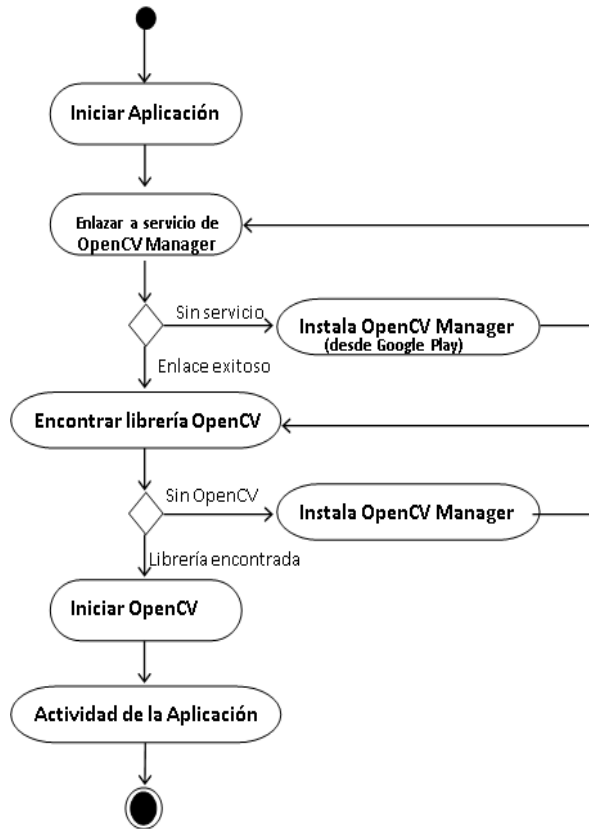 Iniciar Aplicación
Enlazar a servicio de
OpenCV Manager
Sin servicio
Instala OpenCV Manager
(desde Google Play)
Enlace exitoso
Encontrar librería OpenCV
Sin OpenCV
Instala OpenCV Manager
Librería encontrada
Iniciar OpenCV
Actividad de la Aplicación